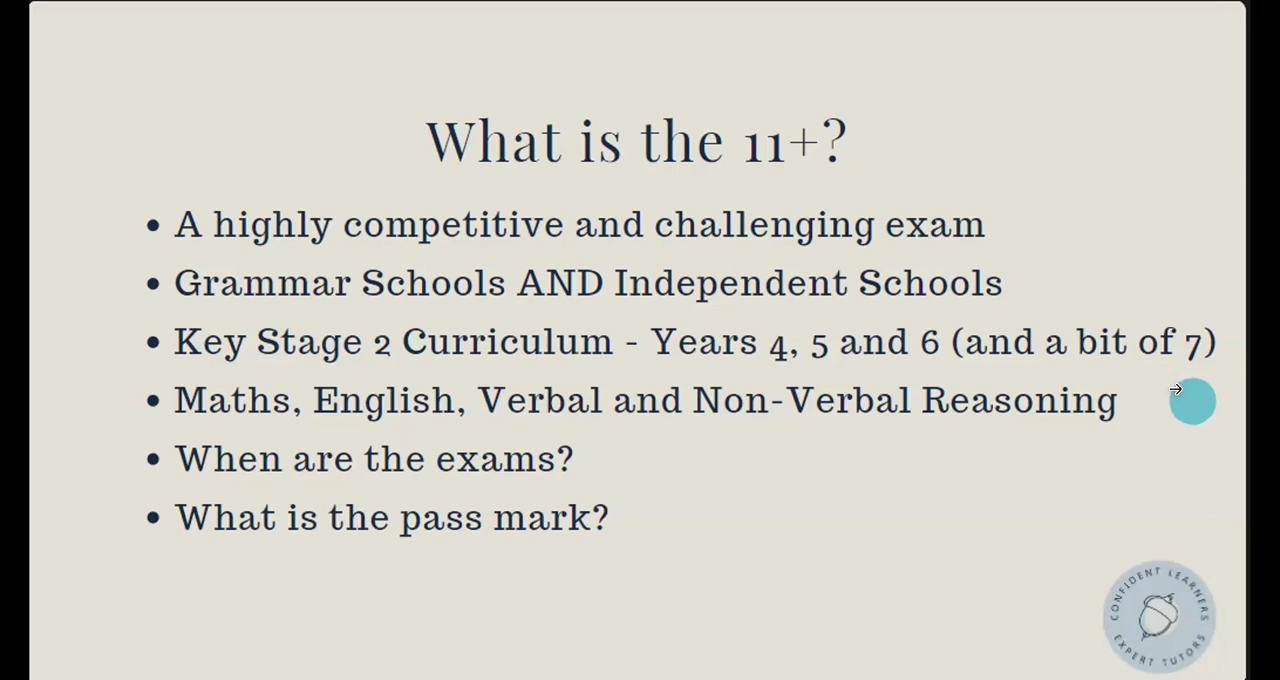 What is the 11+?
• A highly competitive and challenging exam
• Grammar Schools AND Independent Schools
• Key Stage 2 Curriculum - Years 4, 5 and 6 (and a bit of 7)
• Maths, English, Verbal and Non-Verbal Reasoning
• When are the exams?
• What is the pass mark?
CONFIDENT LEARNERS
EXPERT TUTORS